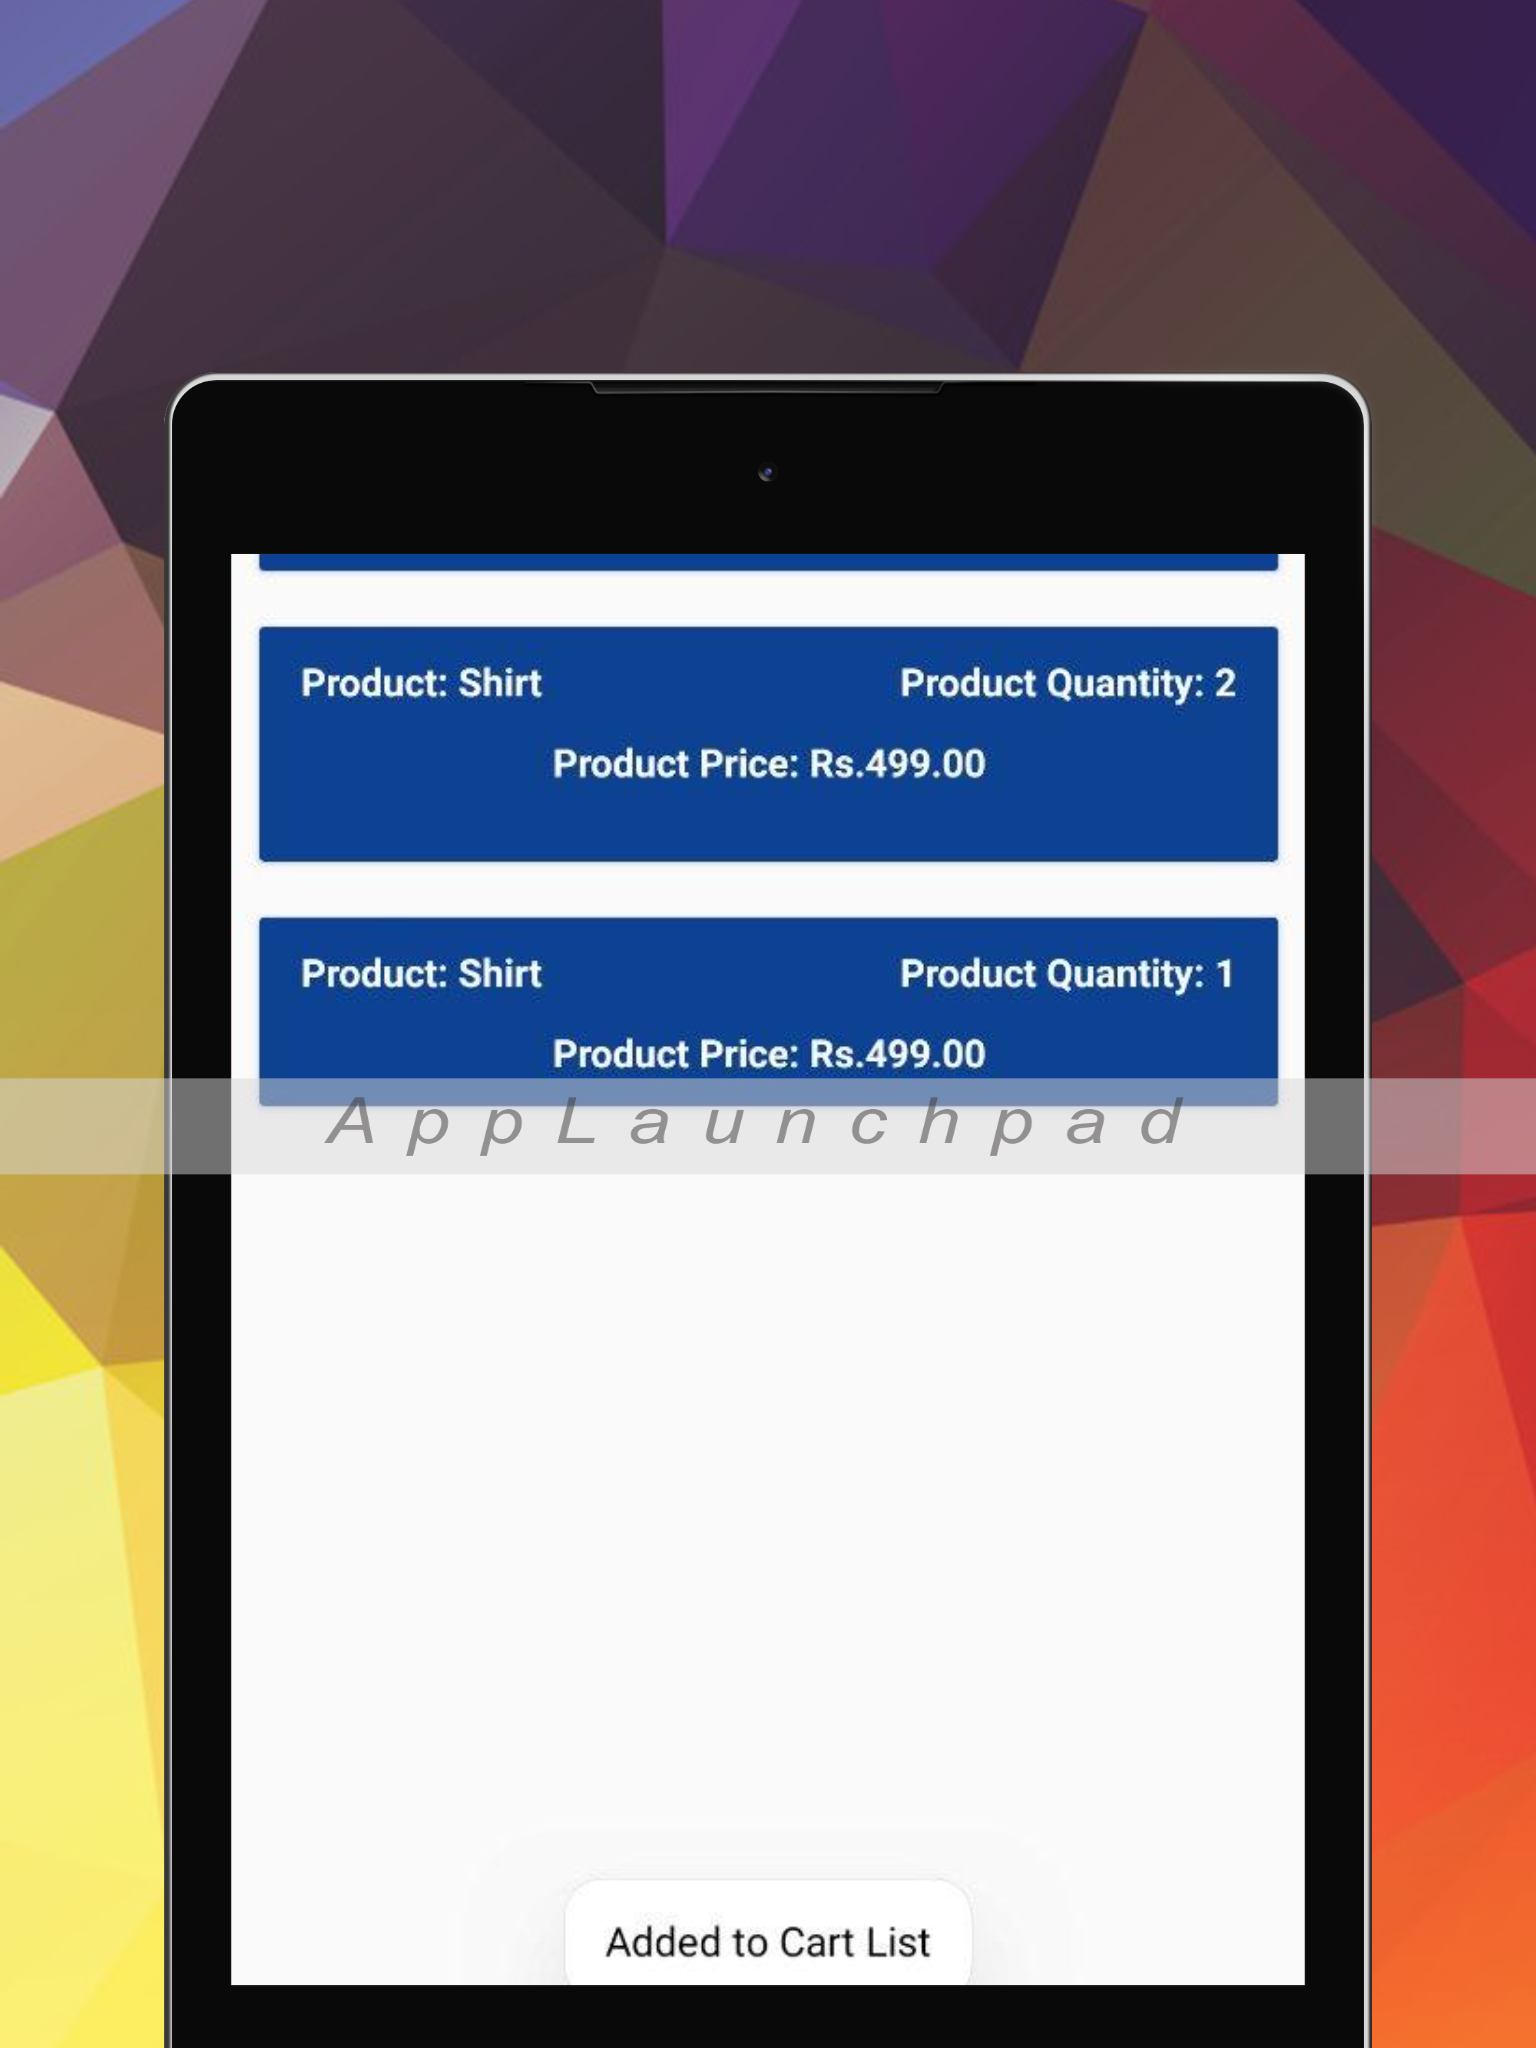 Product: Shirt Product Quantity: 2
Product Price: Rs.499.00
Product: Shirt Product Quantity: 1
Product Price: Rs.499.00
AppLaunchpad
Added to Cart List